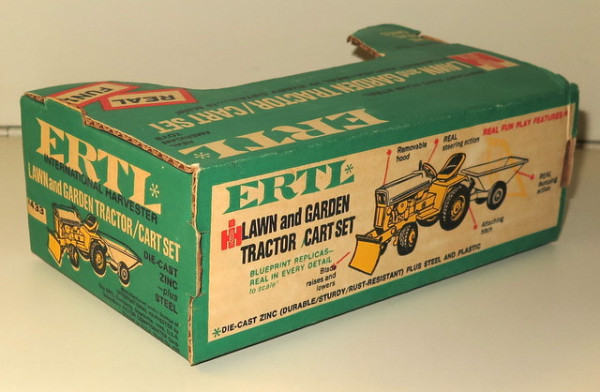 REAL
FUN!
LAWN and GARDEN TRACTOR/CART SET
ERTL
ERTL*
INTERNATIONAL HARVESTER
LAWN and GARDEN
TRACTOR/CART SET
DIE-CAST
ZINC
plus
STEEL
ERTL*
IH LAWN and GARDEN
TRACTOR/CART SET
BLUEPRINT REPLICAS—
REAL IN EVERY DETAIL
to scale
Removable
hood
REAL
steering action
REAL FUN PLAY FEATURES
REAL
dumping
action
Attaching
hitch
Blade
raises and
lowers
*DIE-CAST ZINC (DURABLE/STURDY/RUST-RESISTANT) PLUS STEEL AND PLASTIC